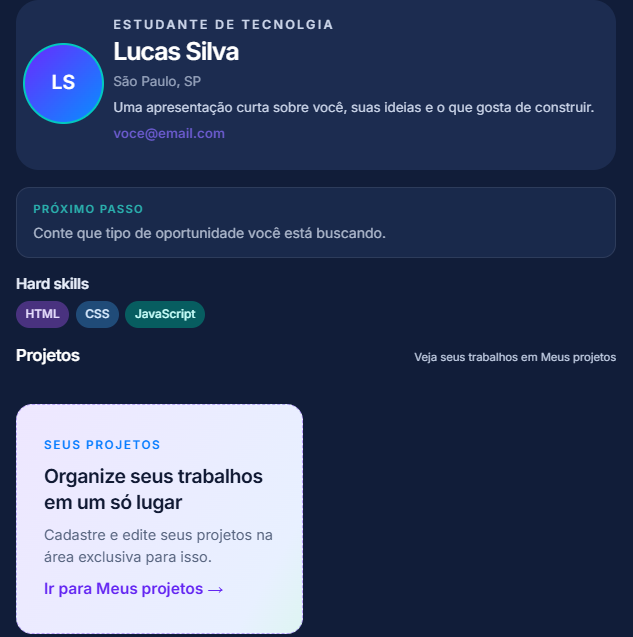 ESTUDANTE DE TECNOLGIA
LS
Lucas Silva
São Paulo, SP
Uma apresentação curta sobre você, suas ideias e o que gosta de construir.
voce@email.com
PRÓXIMO PASSO
Conte que tipo de oportunidade você está buscando.
Hard skills
HTML CSS JavaScript
Projetos
Veja seus trabalhos em Meus projetos
SEUS PROJETOS
Organize seus trabalhos
em um só lugar
Cadastre e edite seus projetos na
área exclusiva para isso.
Ir para Meus projetos →